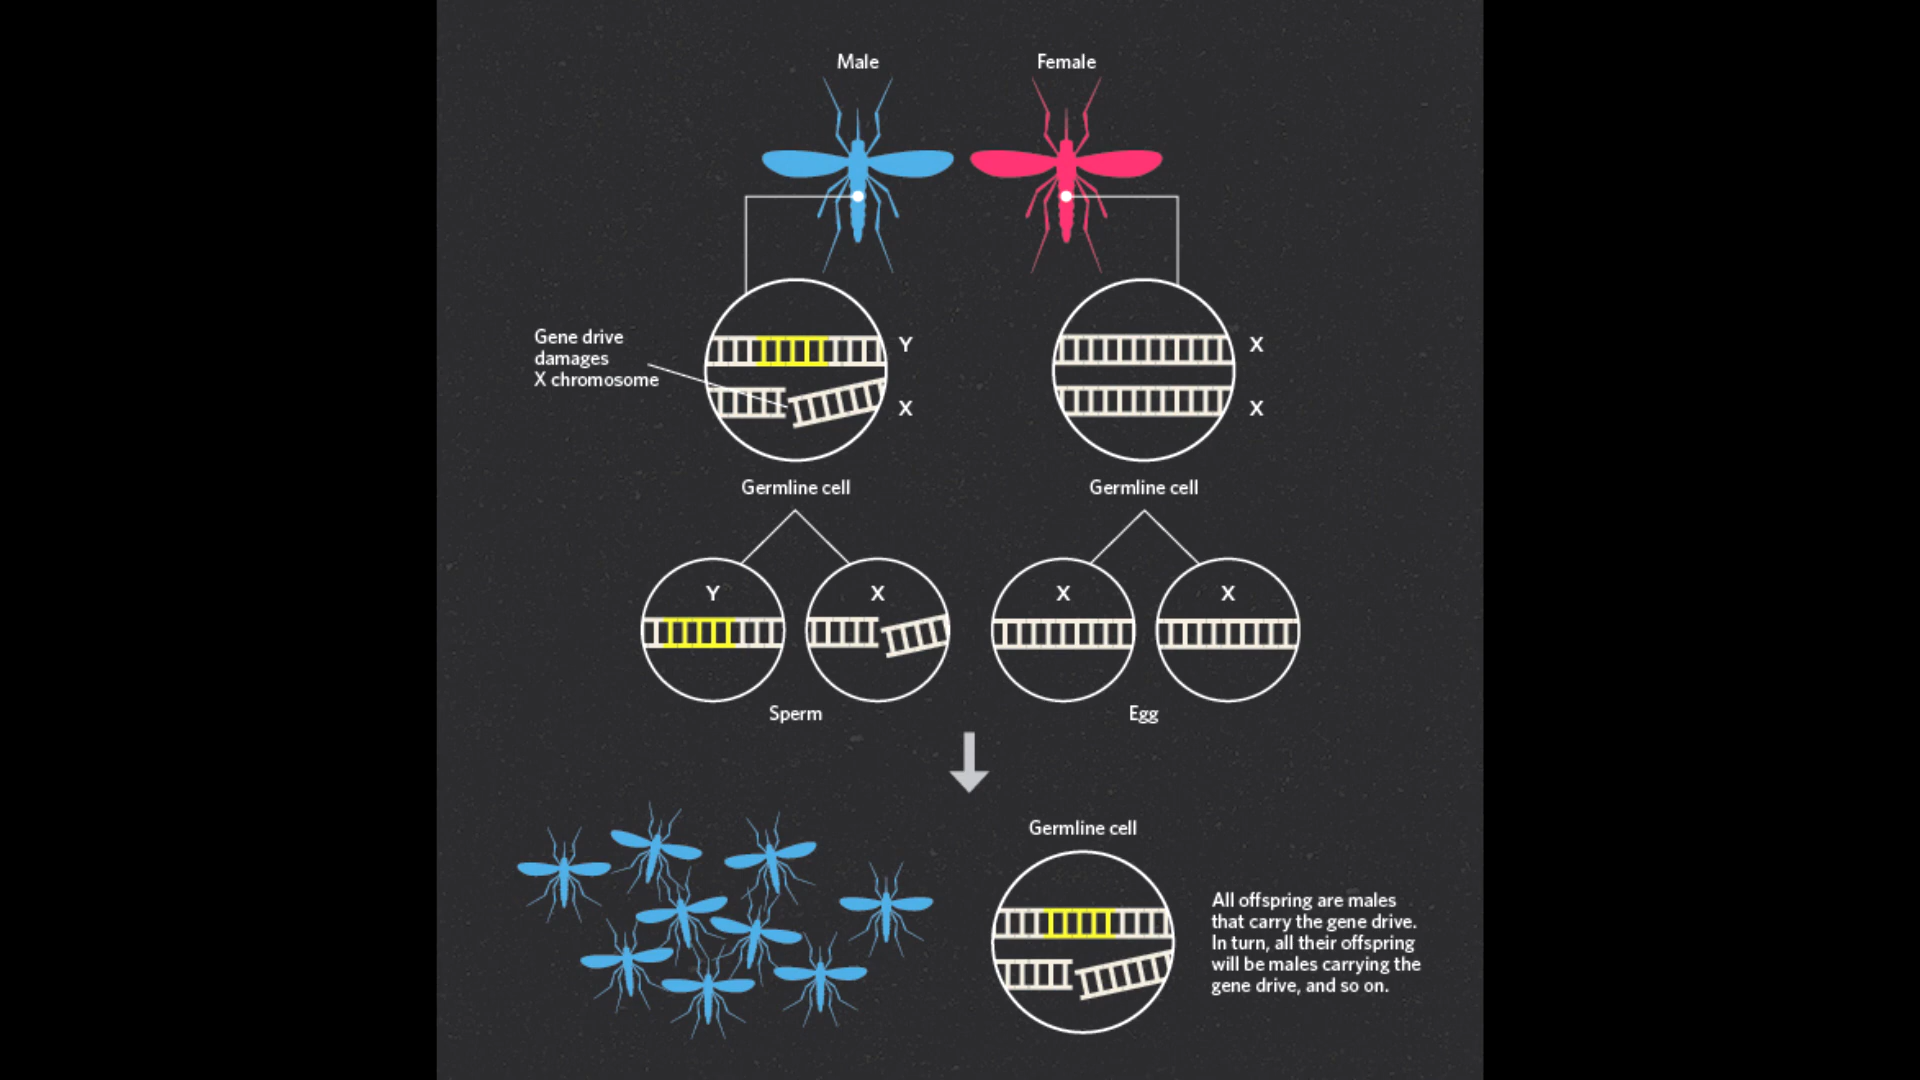 Male
Female
Gene drive
damages
X chromosome
Y
X
X
X
Germline cell
Germline cell
Y
X
X
X
Sperm
Egg
Germline cell
All offspring are males
that carry the gene drive.
In turn, all their offspring
will be males carrying the
gene drive, and so on.